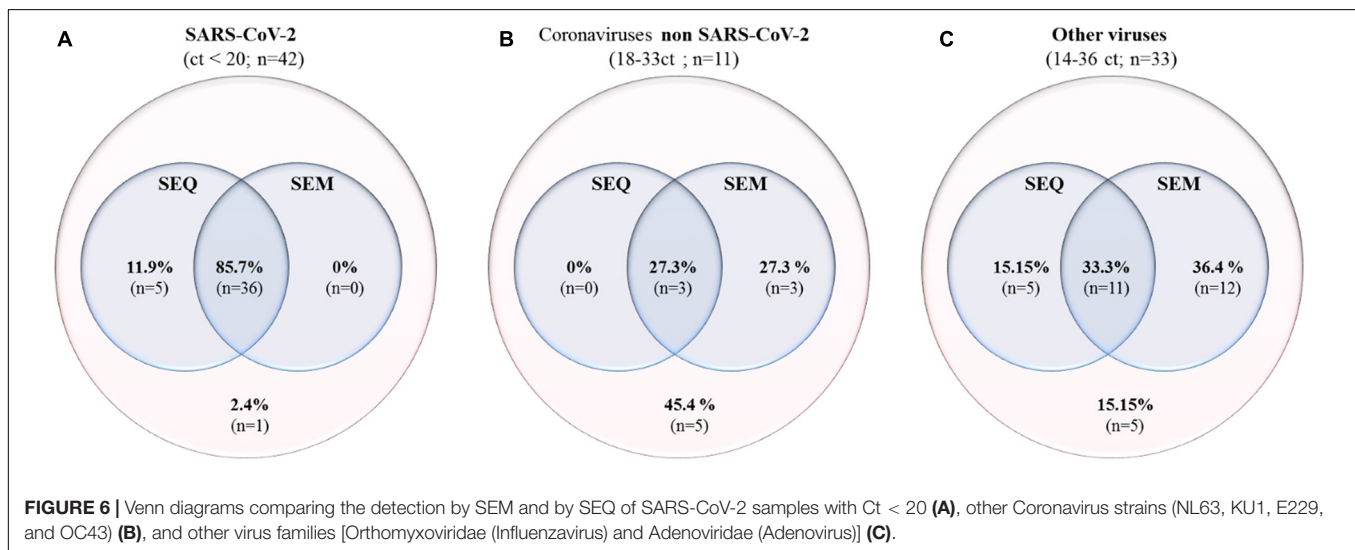 A
SARS-CoV-2
(ct < 20; n=42)
SEQ
SEM
11.9%
(n=5)
85.7%
(n=36)
0%
(n=0)
2.4%
(n=1)
B
Coronaviruses non SARS-CoV-2
(18-33ct ; n=11)
SEQ
SEM
0%
(n=0)
27.3%
(n=3)
27.3 %
(n=3)
45.4 %
(n=5)
C
Other viruses
(14-36 ct; n=33)
SEQ
SEM
15.15%
(n=5)
33.3%
(n=11)
36.4 %
(n=12)
15.15%
(n=5)
FIGURE 6 | Venn diagrams comparing the detection by SEM and by SEQ of SARS-CoV-2 samples with Ct < 20 (A), other Coronavirus strains (NL63, KU1, E229,
and OC43) (B), and other virus families [Orthomyxoviridae (Influenzavirus) and Adenoviridae (Adenovirus)] (C).